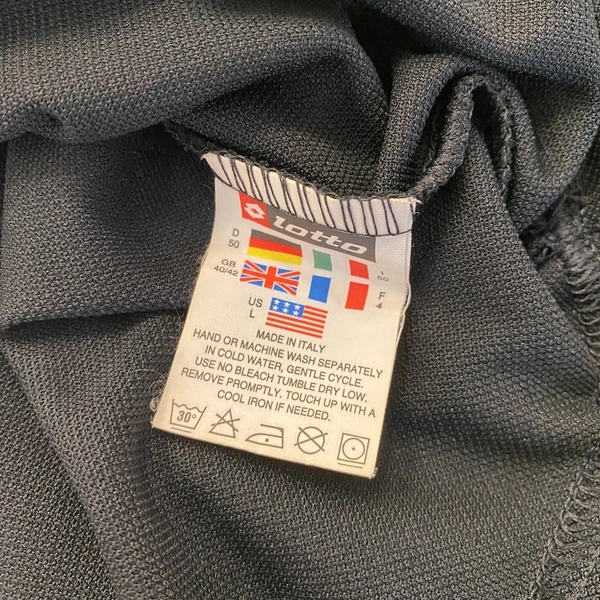 lotto
D 50
I 50
GB 40/42
F 4
US L
MADE IN ITALY
HAND OR MACHINE WASH SEPARATELY
IN COLD WATER, GENTLE CYCLE.
USE NO BLEACH TUMBLE DRY LOW.
REMOVE PROMPTLY. TOUCH UP WITH A
COOL IRON IF NEEDED.
30°